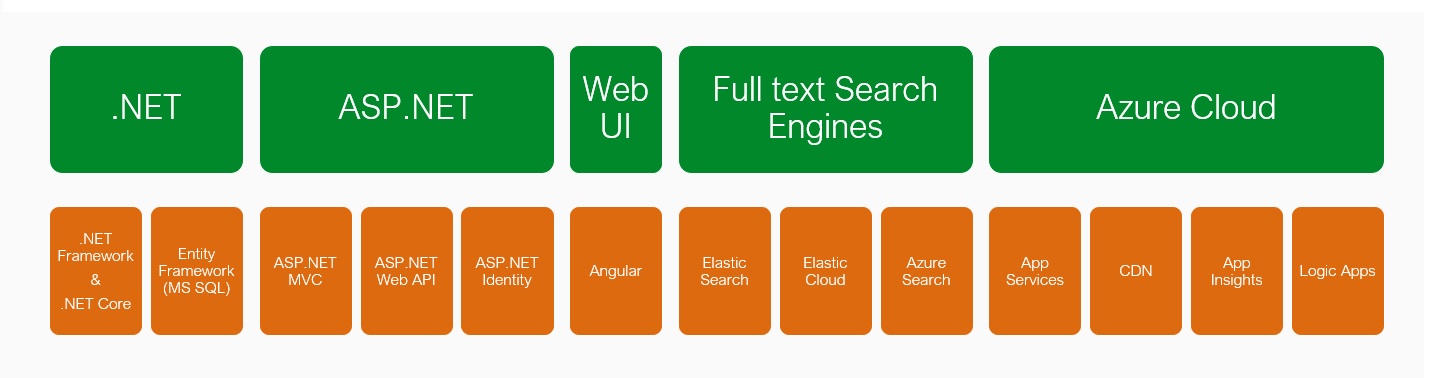 .NET
ASP.NET
Web
UI
Full text Search
Engines
Azure Cloud
.NET
Framework
&
.NET Core
Entity
Framework
(MS SQL)
ASP.NET
MVC
ASP.NET
Web API
ASP.NET
Identity
Angular
Elastic
Search
Elastic
Cloud
Azure
Search
App
Services
CDN
App
Insights
Logic Apps